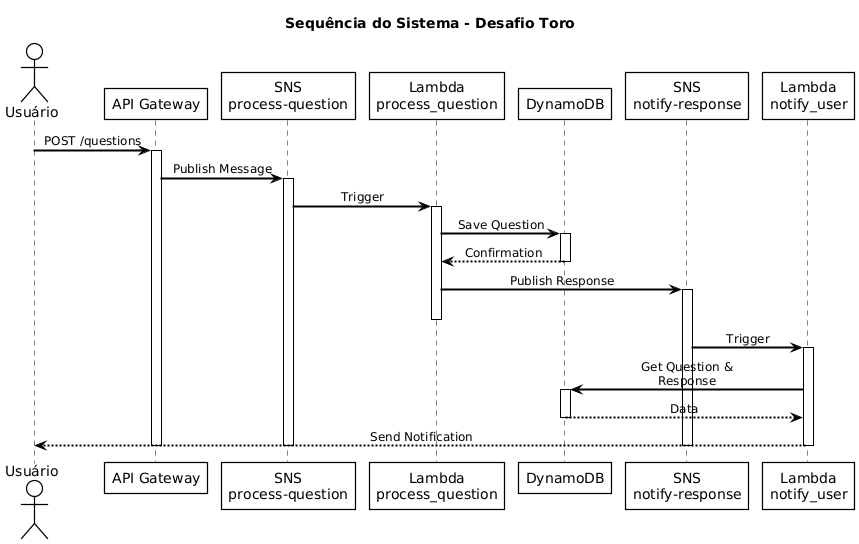 Sequência do Sistema - Desafio Toro
Usuário
API Gateway
SNS
process-question
Lambda
process_question
DynamoDB
SNS
notify-response
Lambda
notify_user
POST /questions
Publish Message
Trigger
Save Question
Confirmation
Publish Response
Trigger
Get Question &
Response
Data
Send Notification
Usuário
API Gateway
SNS
process-question
Lambda
process_question
DynamoDB
SNS
notify-response
Lambda
notify_user